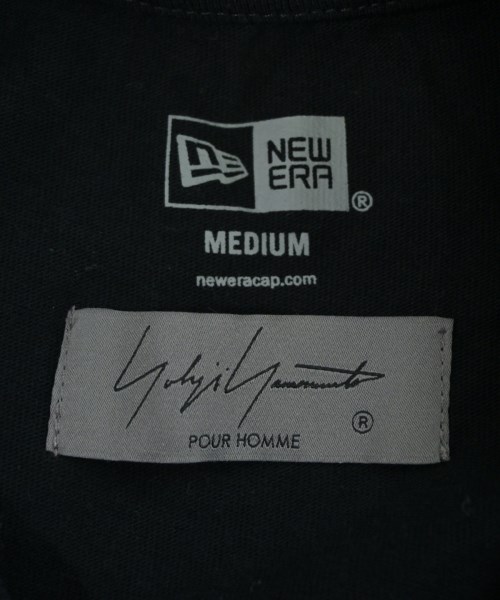 NEW
ERA
®
MEDIUM
neweracap.com
Yohji Yamamoto
POUR HOMME
®